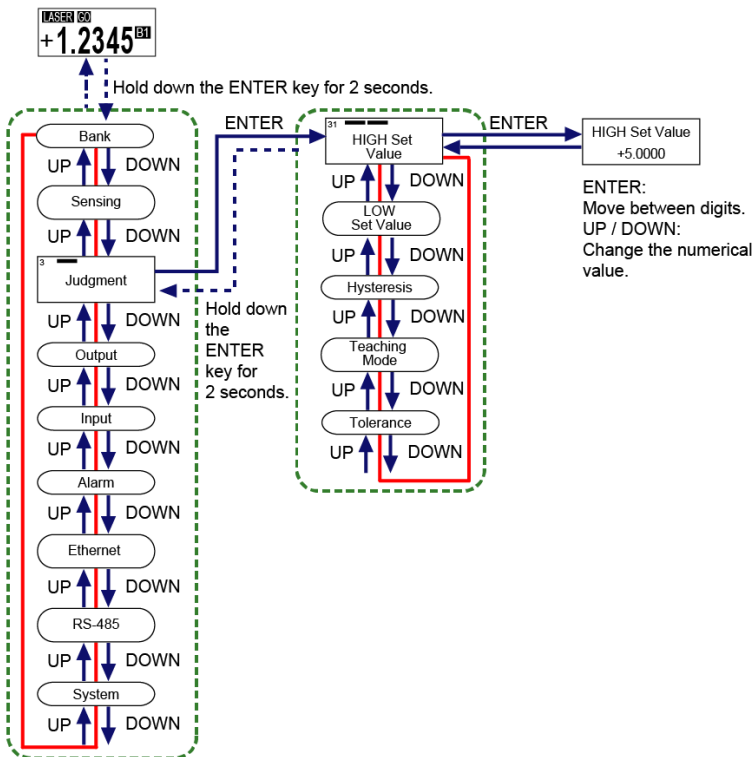 LASER GO
+1.2345 B1
Hold down the ENTER key for 2 seconds.
Bank
UP DOWN
Sensing
UP DOWN
3
Judgment
UP DOWN
Output
UP DOWN
Input
UP DOWN
Alarm
UP DOWN
Ethernet
UP DOWN
RS-485
UP DOWN
System
UP DOWN
ENTER
Hold down
the
ENTER
key for
2 seconds.
31
HIGH Set
Value
UP DOWN
LOW
Set Value
UP DOWN
Hysteresis
UP DOWN
Teaching
Mode
UP DOWN
Tolerance
UP DOWN
ENTER
HIGH Set Value
+5.0000
ENTER:
Move between digits.
UP / DOWN:
Change the numerical
value.